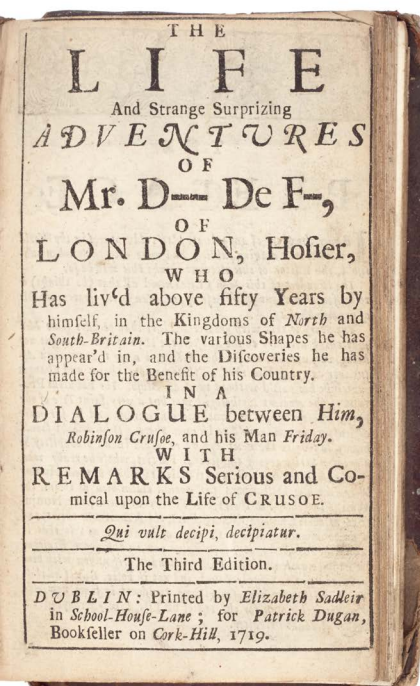 THE
LIFE
And Strange Surprizing
ADVENTURES
OF
Mr. D— De F—,
OF
LONDON, Hoſier,
WHO
Has liv‘d above fifty Years by
himſelf, in the Kingdoms of North and
South-Britain. The various Shapes he has
appear’d in, and the Diſcoveries he has
made for the Benefit of his Country.
IN A
DIALOGUE between Him,
Robinſon Cruſoe, and his Man Friday.
WITH
REMARKS Serious and Co-
mical upon the Life of CRUSOE.
Qui vult decipi, decipiatur.
The Third Edition.
DVBLIN: Printed by Elizabeth Sadleir
in School-Houſe-Lane; for Patrick Dugan,
Bookſeller on Cork-Hill, 1719.